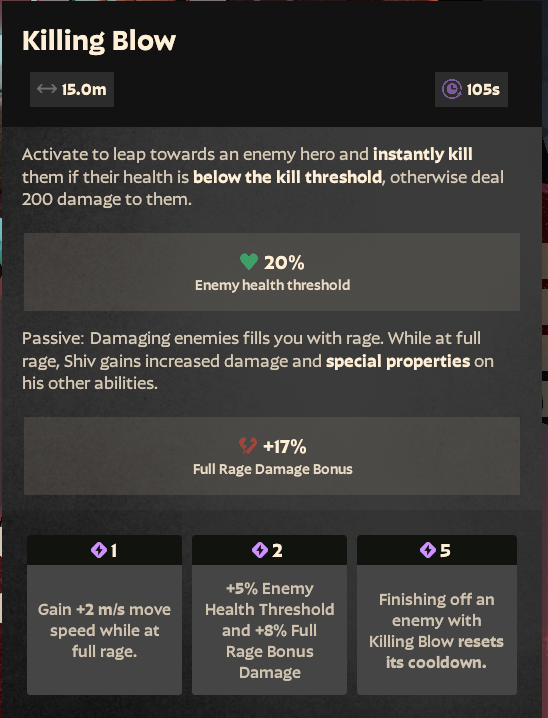 Killing Blow
15.0m
105s
Activate to leap towards an enemy hero and instantly kill
them if their health is below the kill threshold, otherwise deal
200 damage to them.
20%
Enemy health threshold
Passive: Damaging enemies fills you with rage. While at full
rage, Shiv gains increased damage and special properties on
his other abilities.
+17%
Full Rage Damage Bonus
1
Gain +2 m/s move
speed while at
full rage.
2
+5% Enemy
Health Threshold
and +8% Full
Rage Bonus
Damage
5
Finishing off an
enemy with
Killing Blow resets
its cooldown.